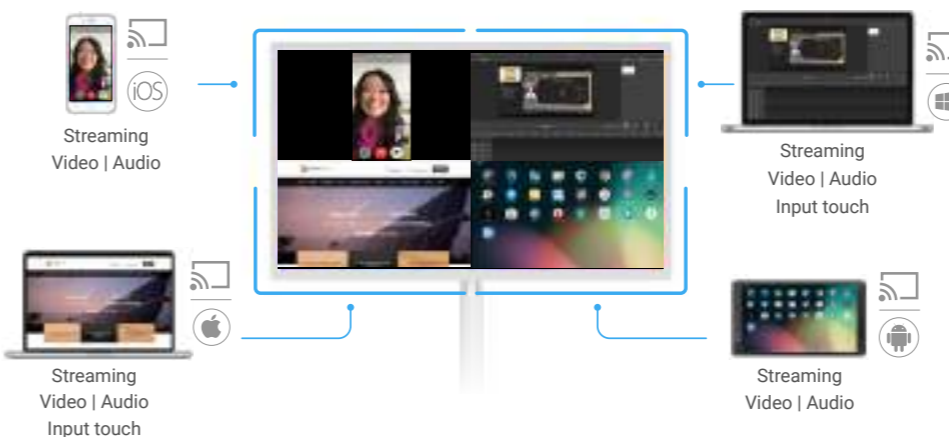 iOS
Streaming
Video | Audio
Streaming
Video | Audio
Input touch
Streaming
Video | Audio
Input touch
Streaming
Video | Audio